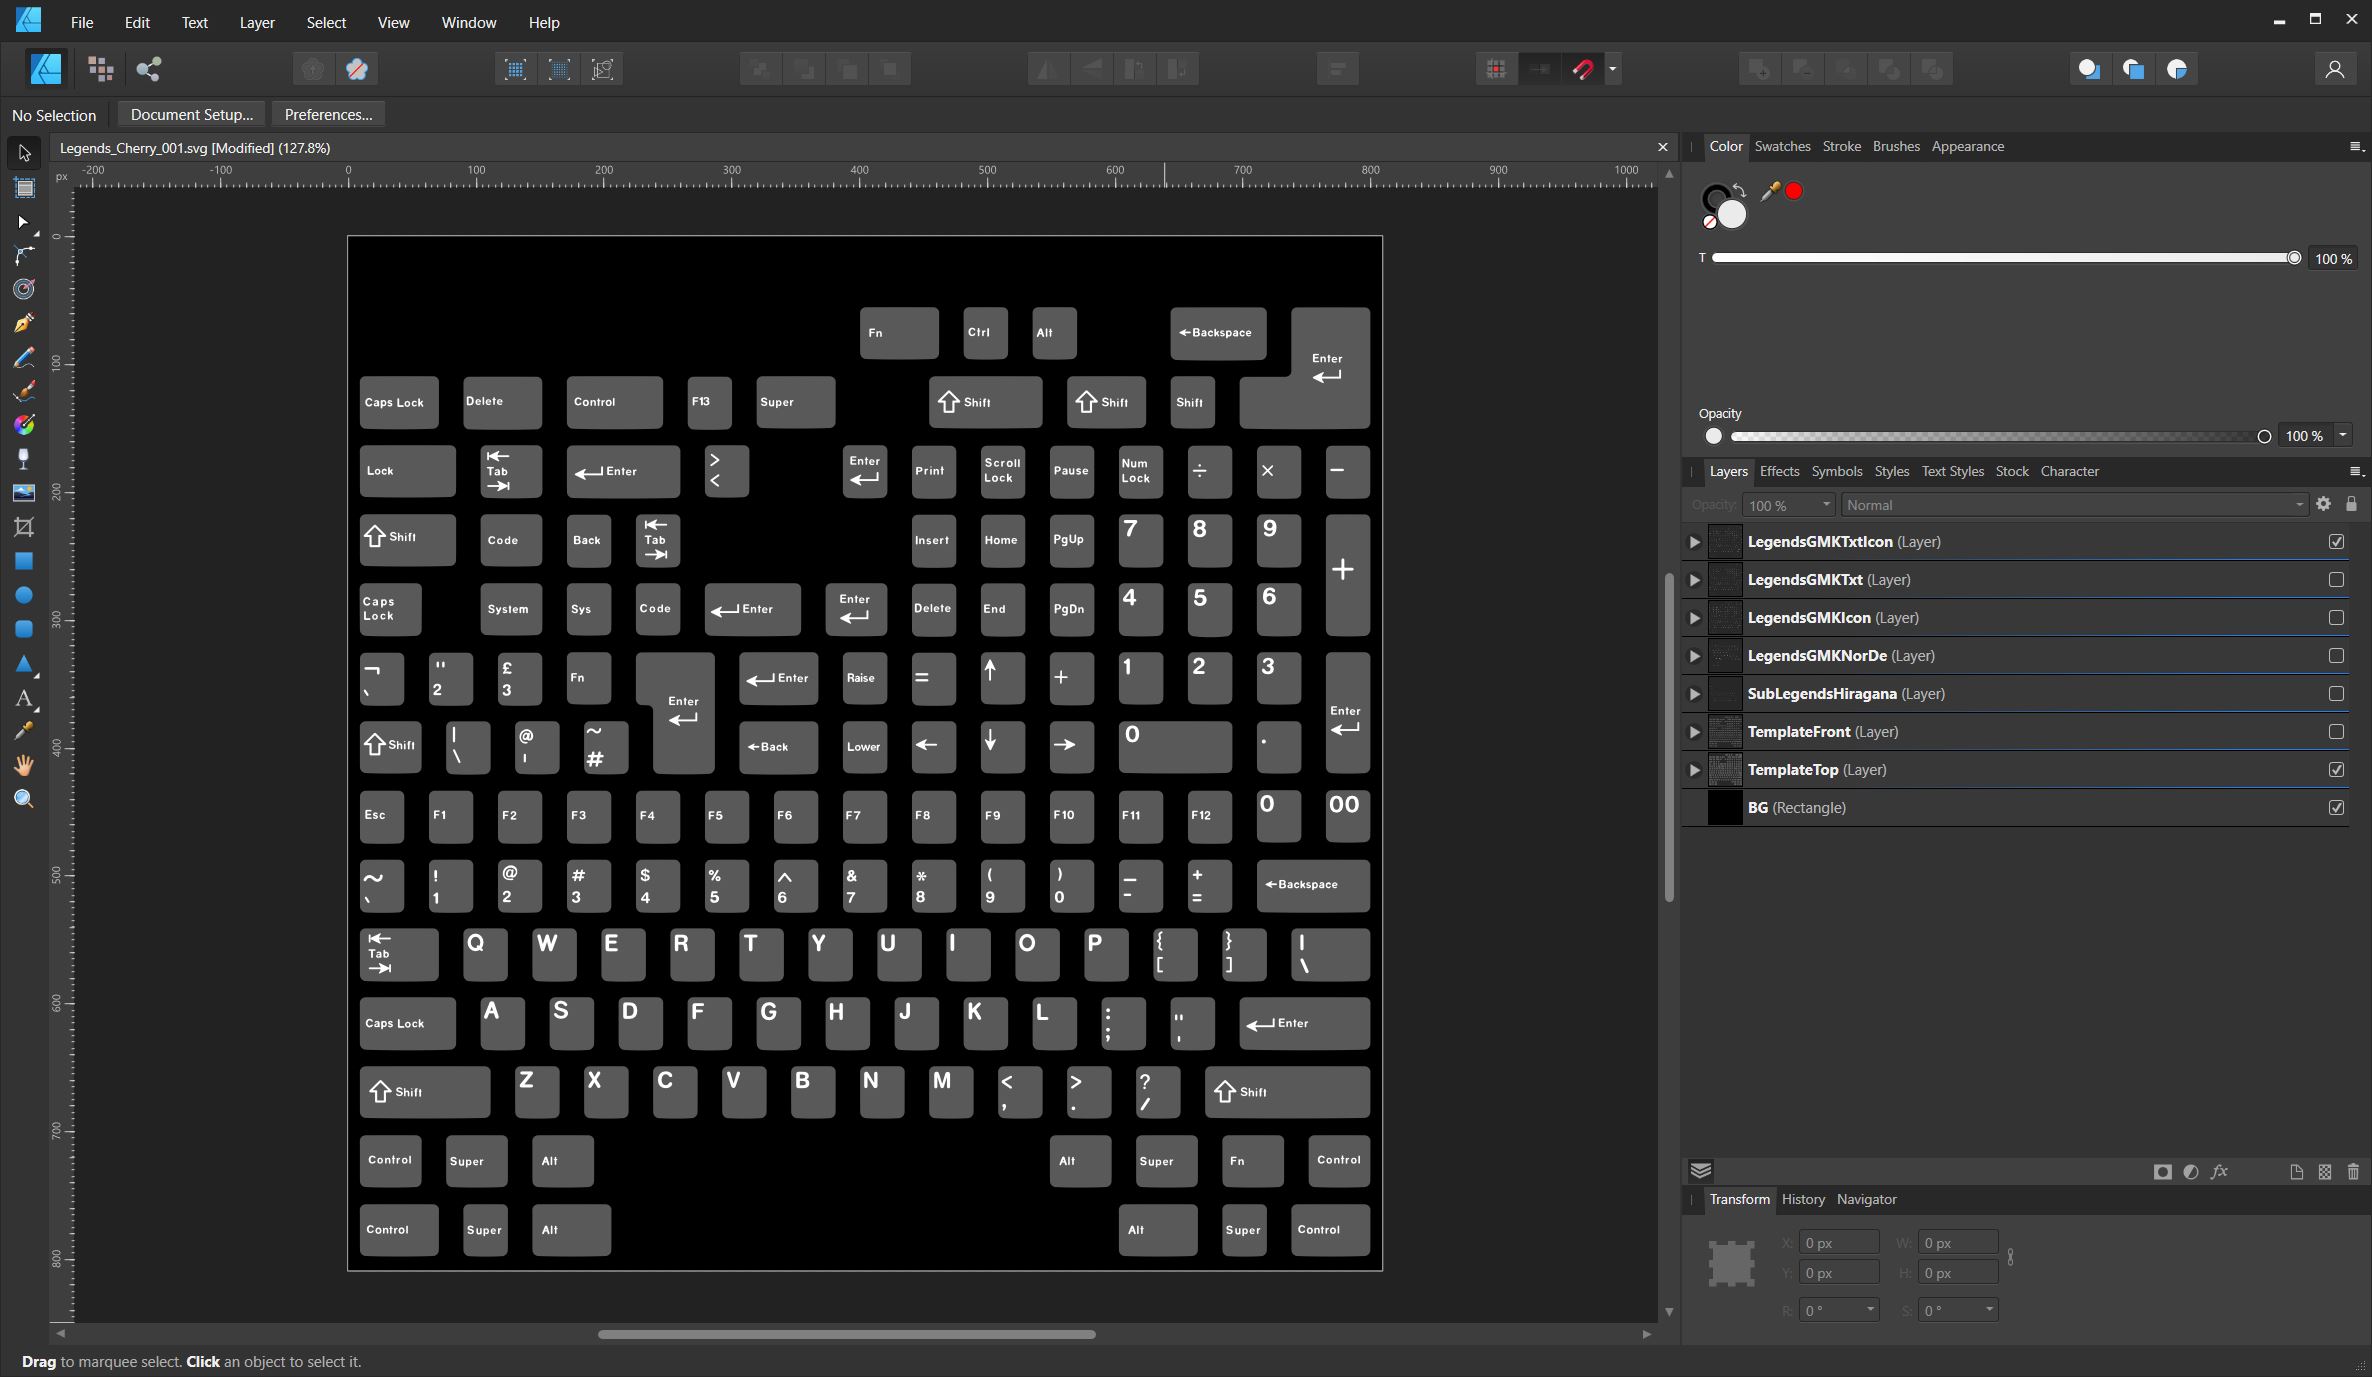 File Edit Text Layer Select View Window Help
No Selection Document Setup... Preferences...
Legends_Cherry_001.svg [Modified] (127.8%)
px -200 -100 0 100 200 300 400 500 600 700 800 900 1000
0 100 200 300 400 500 600 700 800
Fn Ctrl Alt ←Backspace Enter
Caps Lock Delete Control F13 Super Shift Shift Shift
Lock Tab Enter > < Enter Print Scroll Lock Pause Num Lock ÷ × −
Shift Code Back Tab Insert Home PgUp 7 8 9 +
Caps Lock System Sys Code Enter Enter Delete End PgDn 4 5 6
¬ ` " 2 £ 3 Fn Enter Enter Raise = ↑ + 1 2 3 Enter
Shift | \ @ ' ~ # ←Back Lower ← ↓ → 0 .
Esc F1 F2 F3 F4 F5 F6 F7 F8 F9 F10 F11 F12 0 00
~ ` ! 1 @ 2 # 3 $ 4 % 5 ^ 6 & 7 * 8 ( 9 ) 0 _ - + = ←Backspace
Tab Q W E R T Y U I O P { [ } ] | \
Caps Lock A S D F G H J K L : ; " ' Enter
Shift Z X C V B N M < , > . ? / Shift
Control Super Alt Alt Super Fn Control
Control Super Alt Alt Super Control
Color Swatches Stroke Brushes Appearance
T 100 %
Opacity
100 %
Layers Effects Symbols Styles Text Styles Stock Character
Opacity: 100 % Normal
LegendsGMKTxtIcon (Layer)
LegendsGMKTxt (Layer)
LegendsGMKIcon (Layer)
LegendsGMKNorDe (Layer)
SubLegendsHiragana (Layer)
TemplateFront (Layer)
TemplateTop (Layer)
BG (Rectangle)
fx
Transform History Navigator
X: 0 px W: 0 px
Y: 0 px H: 0 px
R: 0 ° S: 0 °
Drag to marquee select. Click an object to select it.